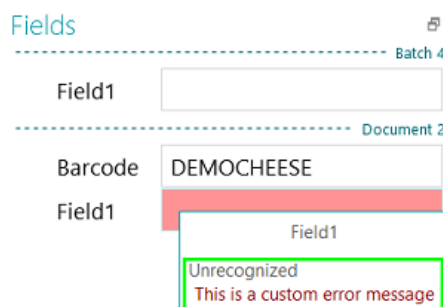 Fields
Batch 4
Field1
Document 2
Barcode DEMOCHEESE
Field1
Field1
Unrecognized
This is a custom error message